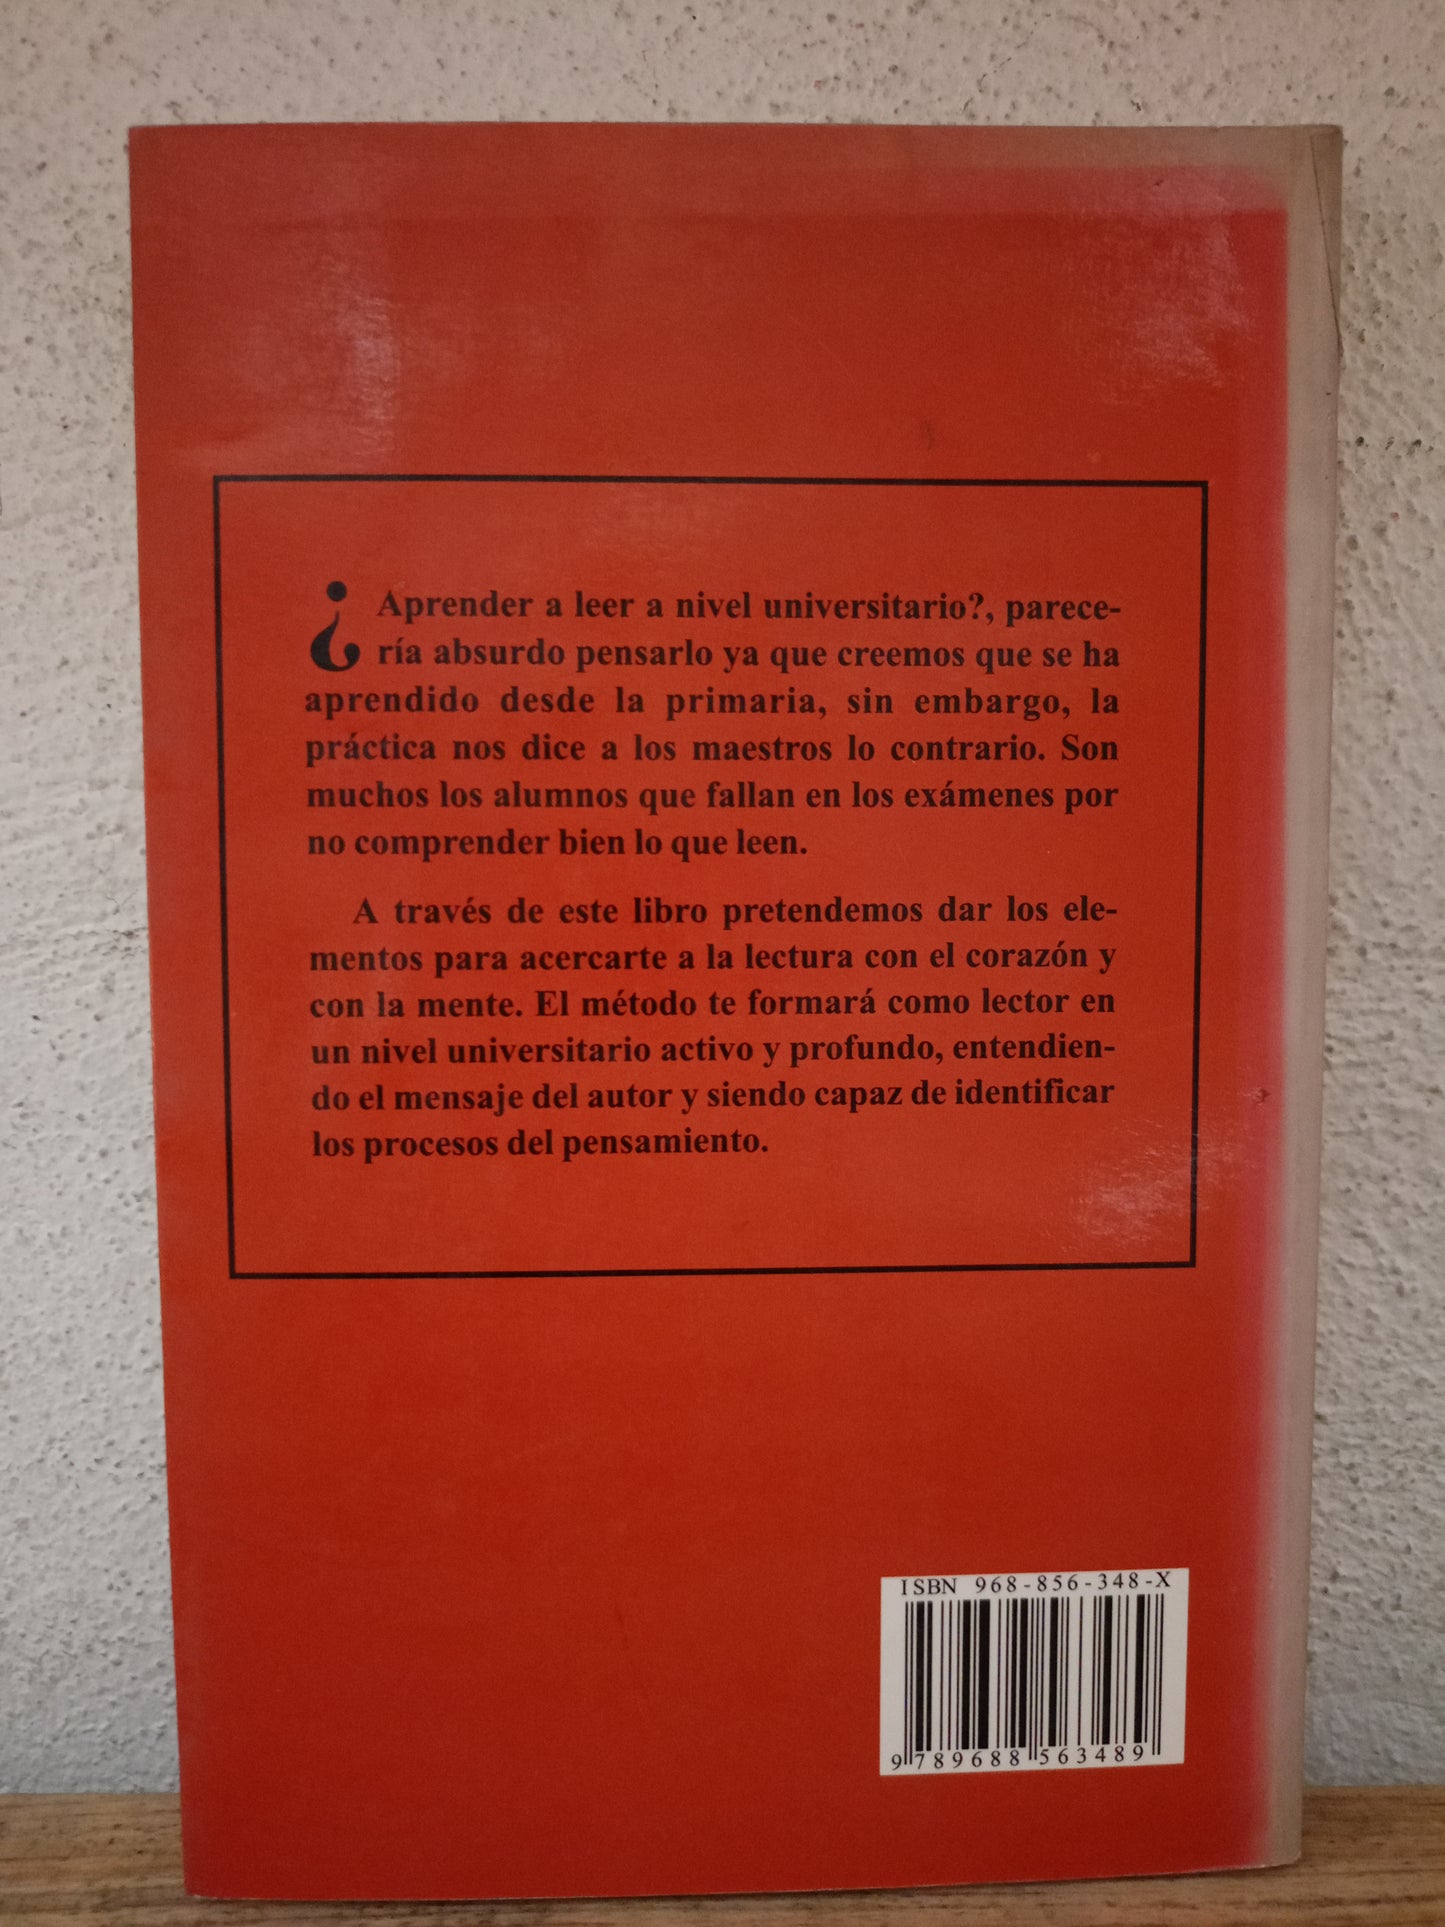 ¿Aprender a leer a nivel universitario?, parece-
ría absurdo pensarlo ya que creemos que se ha
aprendido desde la primaria, sin embargo, la
práctica nos dice a los maestros lo contrario. Son
muchos los alumnos que fallan en los exámenes por
no comprender bien lo que leen.
A través de este libro pretendemos dar los ele-
mentos para acercarte a la lectura con el corazón y
con la mente. El método te formará como lector en
un nivel universitario activo y profundo, entendien-
do el mensaje del autor y siendo capaz de identificar
los procesos del pensamiento.
ISBN 968-856-348-X
9 789688 563489